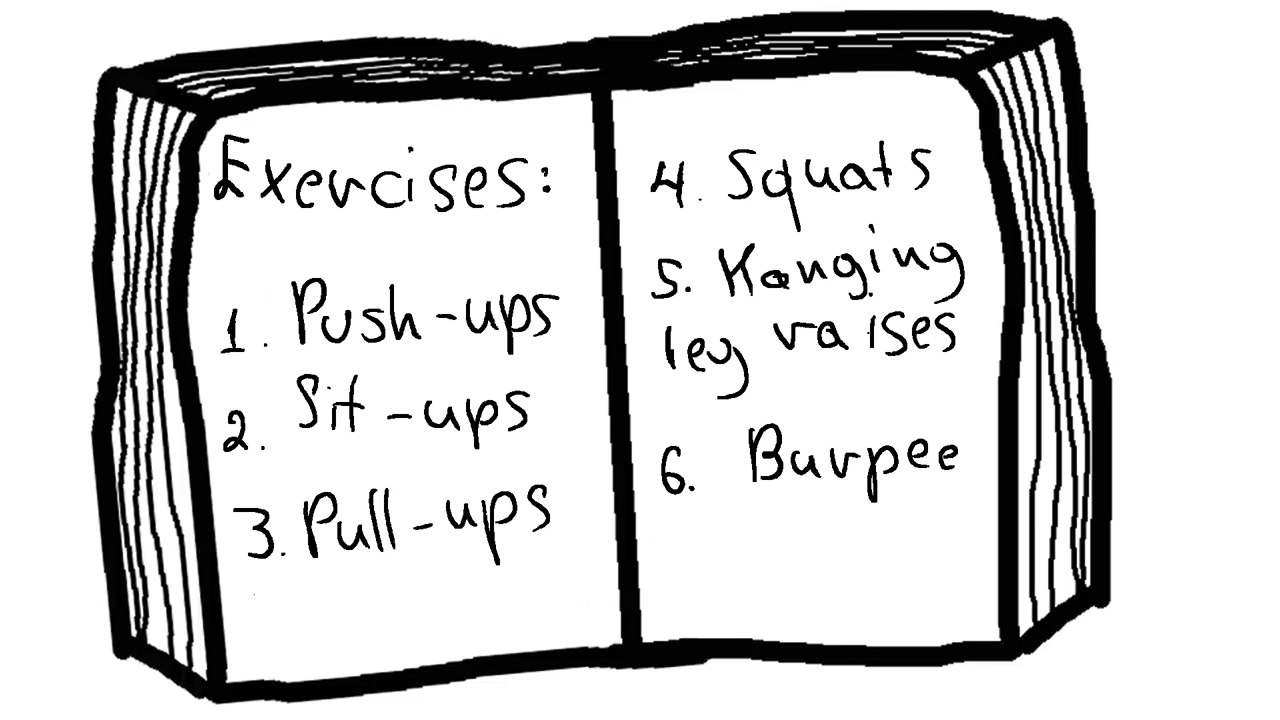 Exercises:
1. Push-ups
2. Sit-ups
3. Pull-ups
4. Squats
5. Hanging
leg raises
6. Burpee